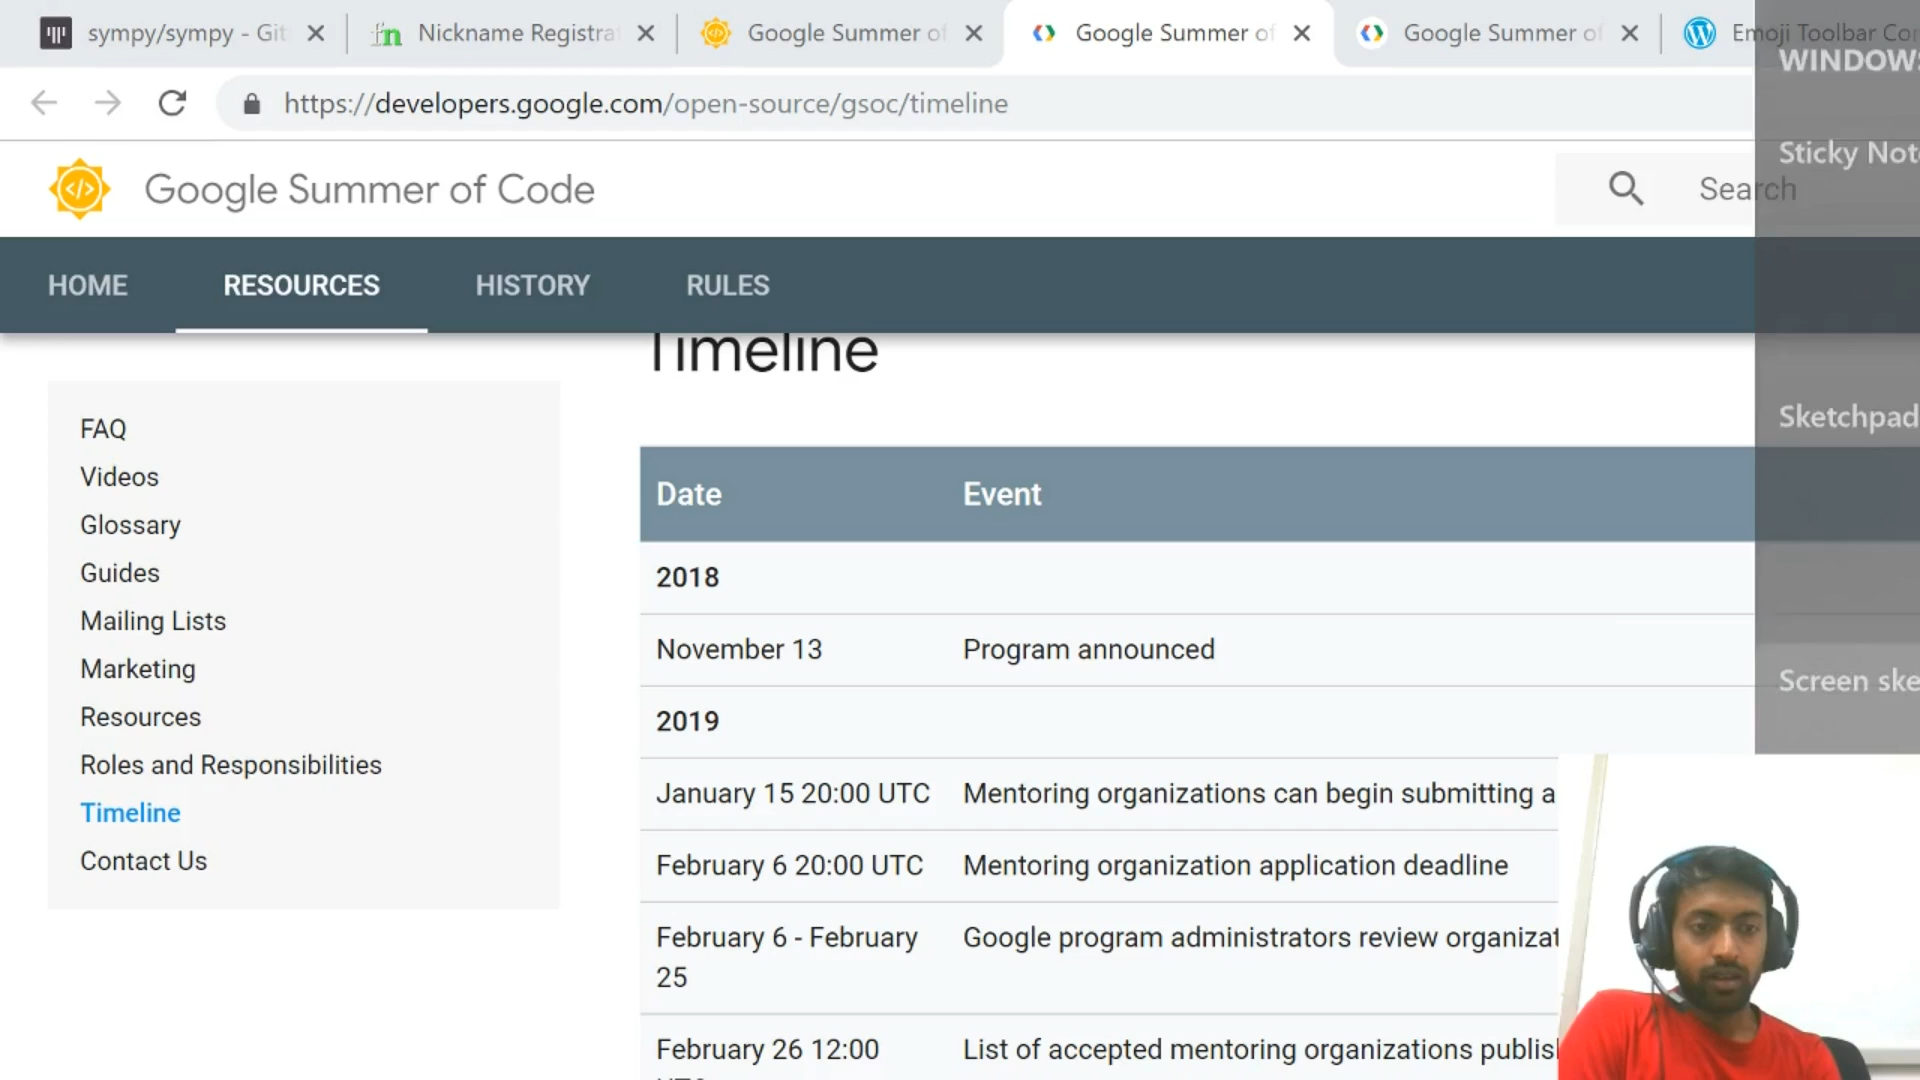 sympy/sympy - Git
fn Nickname Registra
Google Summer of
Google Summer of
Google Summer of
Emoji Toolbar Cor
WINDOWS
https://developers.google.com/open-source/gsoc/timeline
Sticky Not
Google Summer of Code
Search
HOME
RESOURCES
HISTORY
RULES
Timeline
Sketchpad
FAQ
Videos
Glossary
Guides
Mailing Lists
Marketing
Resources
Roles and Responsibilities
Timeline
Contact Us
Date Event
2018
November 13 Program announced
Screen ske
2019
January 15 20:00 UTC Mentoring organizations can begin submitting a
February 6 20:00 UTC Mentoring organization application deadline
February 6 - February Google program administrators review organizat
25
February 26 12:00 List of accepted mentoring organizations publis
UTC